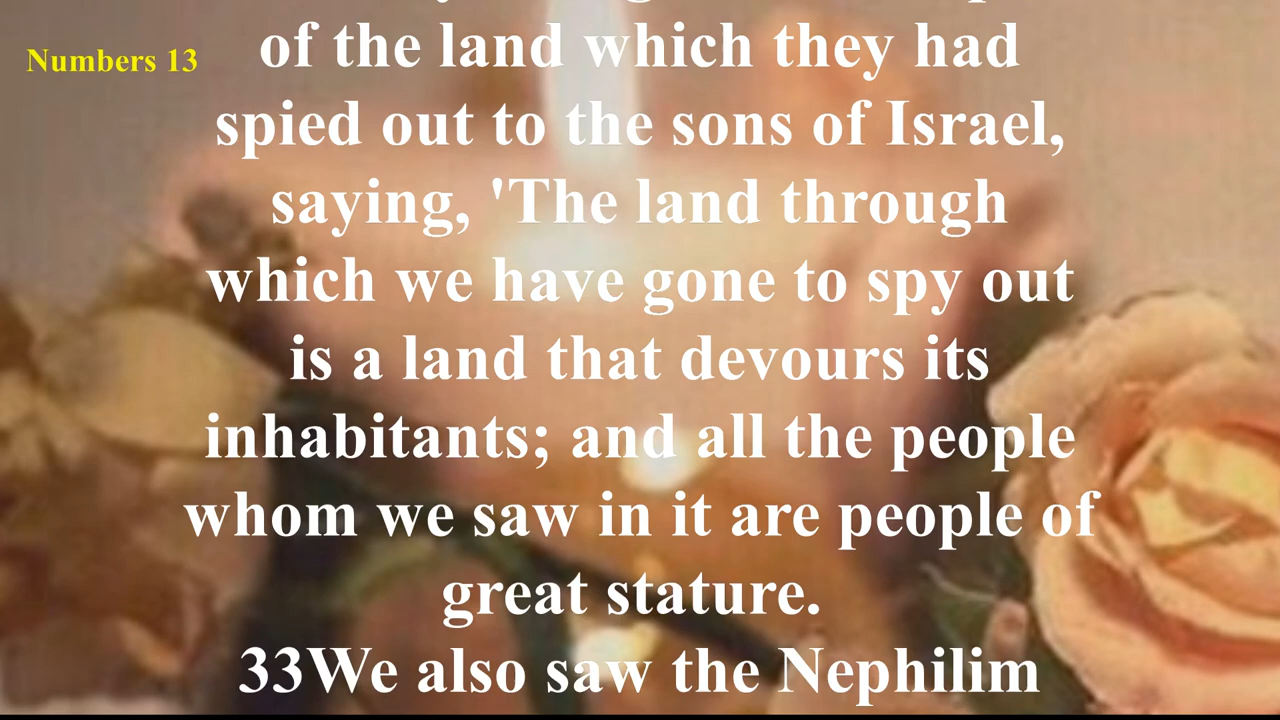 Numbers 13
of the land which they had
spied out to the sons of Israel,
saying, 'The land through
which we have gone to spy out
is a land that devours its
inhabitants; and all the people
whom we saw in it are people of
great stature.
33We also saw the Nephilim